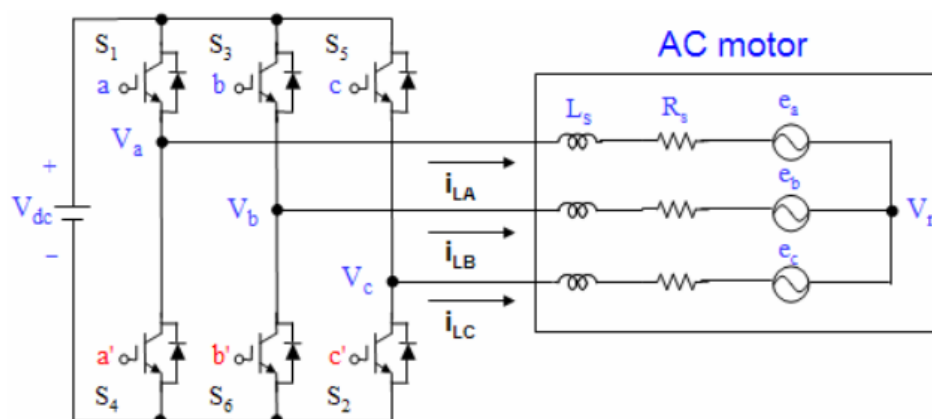 S1 S3 S5
AC motor
a b c
Ls Rs ea
Va
+
iLA
eb
Vdc
Vb
−
iLB
ec
Vc
iLC
a' b' c'
S4 S6 S2